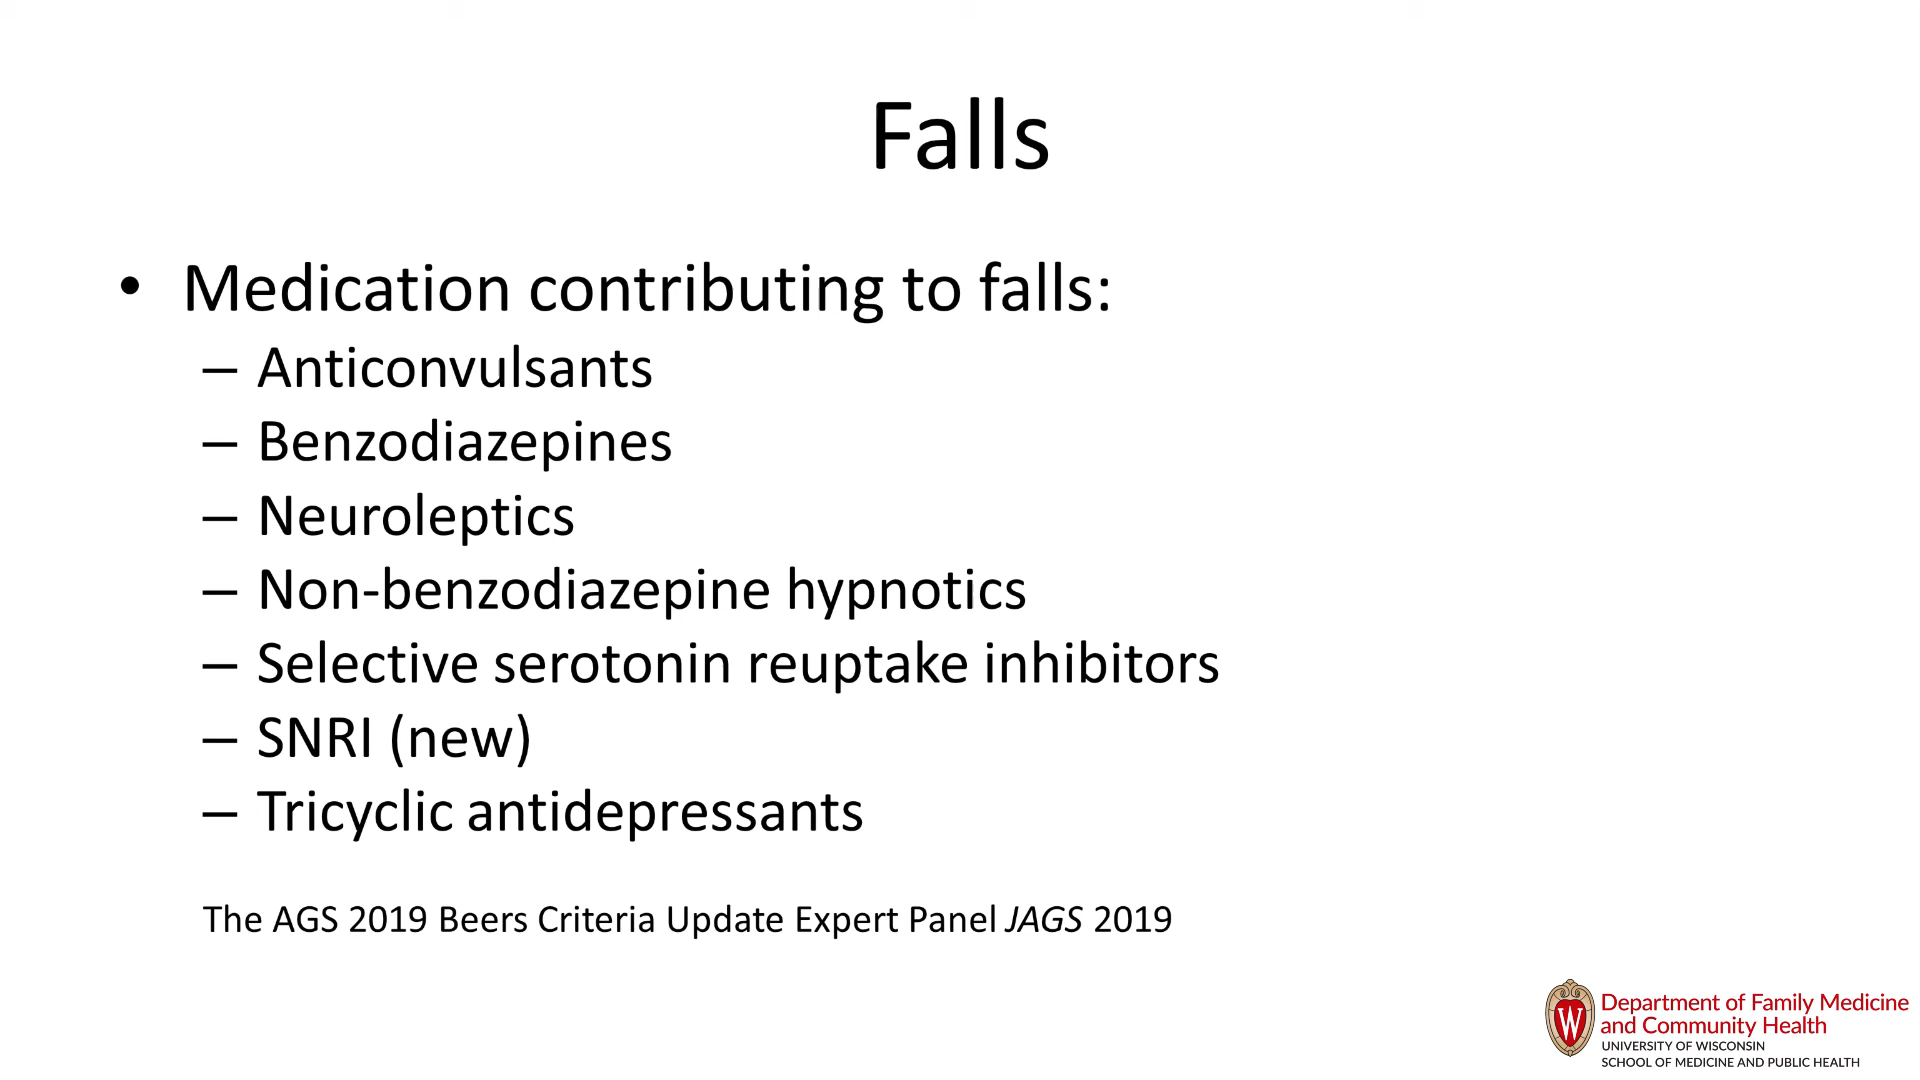 Falls
• Medication contributing to falls:
– Anticonvulsants
– Benzodiazepines
– Neuroleptics
– Non-benzodiazepine hypnotics
– Selective serotonin reuptake inhibitors
– SNRI (new)
– Tricyclic antidepressants
The AGS 2019 Beers Criteria Update Expert Panel JAGS 2019
W
Department of Family Medicine
and Community Health
UNIVERSITY OF WISCONSIN
SCHOOL OF MEDICINE AND PUBLIC HEALTH